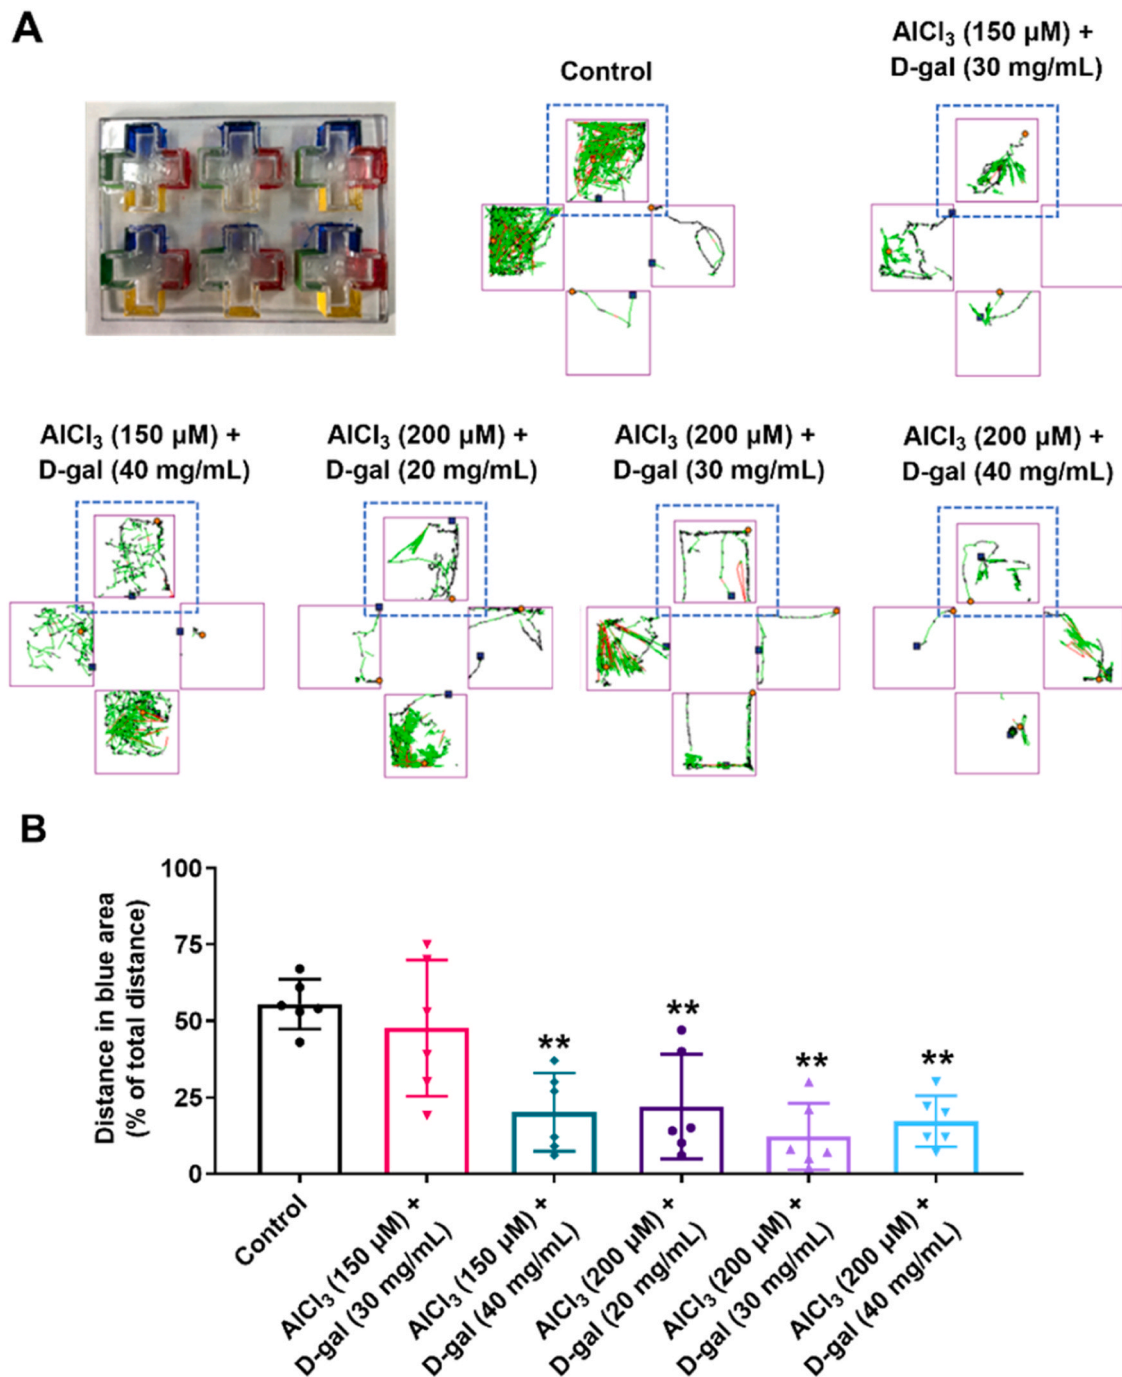 A
Control
AlCl₃ (150 µM) +
D-gal (30 mg/mL)
AlCl₃ (150 µM) +
D-gal (40 mg/mL)
AlCl₃ (200 µM) +
D-gal (20 mg/mL)
AlCl₃ (200 µM) +
D-gal (30 mg/mL)
AlCl₃ (200 µM) +
D-gal (40 mg/mL)
B
Distance in blue area
(% of total distance)
100
75
50
25
0
**
**
**
**
Control
AlCl₃ (150 µM) +
D-gal (30 mg/mL)
AlCl₃ (150 µM) +
D-gal (40 mg/mL)
AlCl₃ (200 µM) +
D-gal (20 mg/mL)
AlCl₃ (200 µM) +
D-gal (30 mg/mL)
AlCl₃ (200 µM) +
D-gal (40 mg/mL)